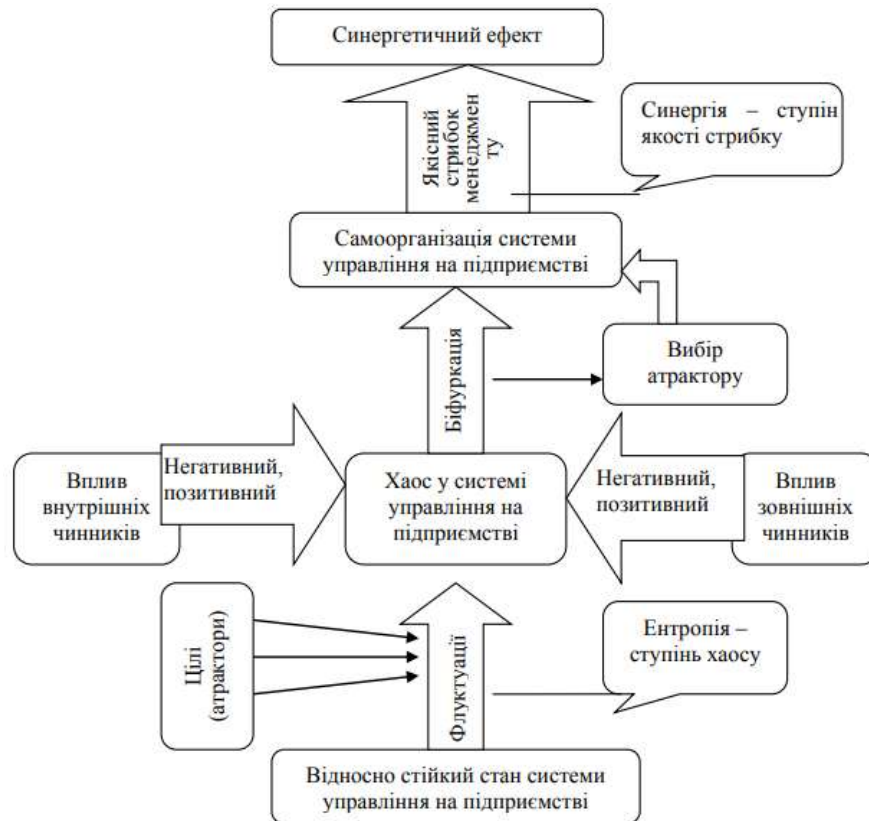 Синергетичний ефект
Якісний
стрибок
менеджмен
ту
Синергія – ступін
якості стрибку
Самоорганізація системи
управління на підприємстві
Біфуркація
Вибір
атрактору
Вплив
внутрішніх
чинників
Негативний,
позитивний
Хаос у системі
управління на
підприємстві
Негативний,
позитивний
Вплив
зовнішніх
чинників
Цілі
(атрактори)
Флуктуації
Ентропія –
ступінь хаосу
Відносно стійкий стан системи
управління на підприємстві